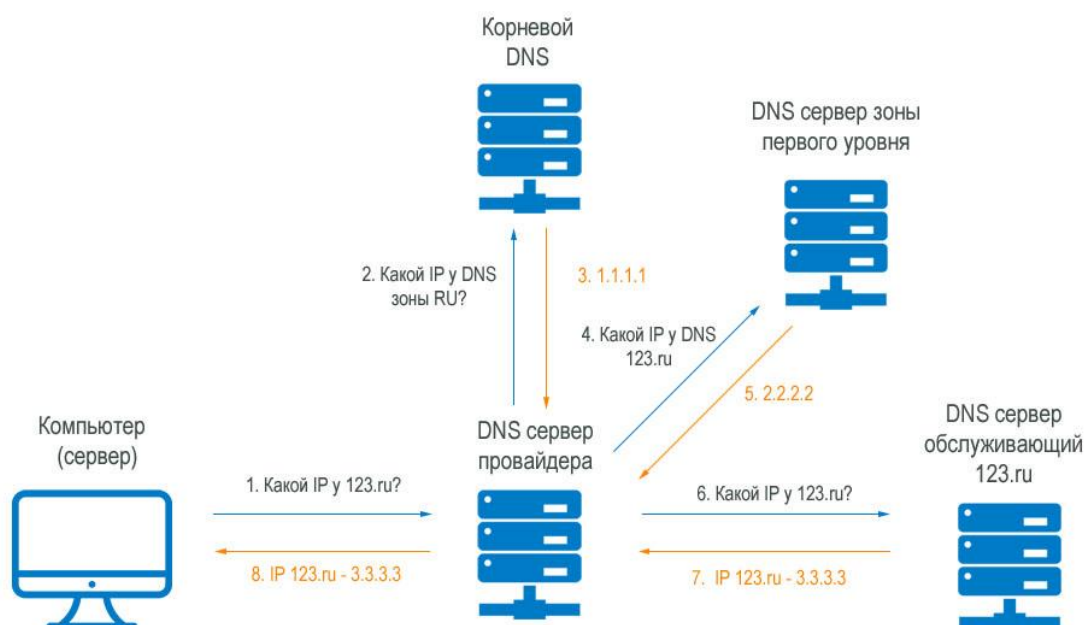 Корневой
DNS
DNS сервер зоны
первого уровня
2. Какой IP у DNS
зоны RU?
3. 1.1.1.1
4. Какой IP у DNS
123.ru
5. 2.2.2.2
Компьютер
(сервер)
DNS сервер
провайдера
DNS сервер
обслуживающий
123.ru
1. Какой IP у 123.ru?
6. Какой IP у 123.ru?
8. IP 123.ru - 3.3.3.3
7. IP 123.ru - 3.3.3.3